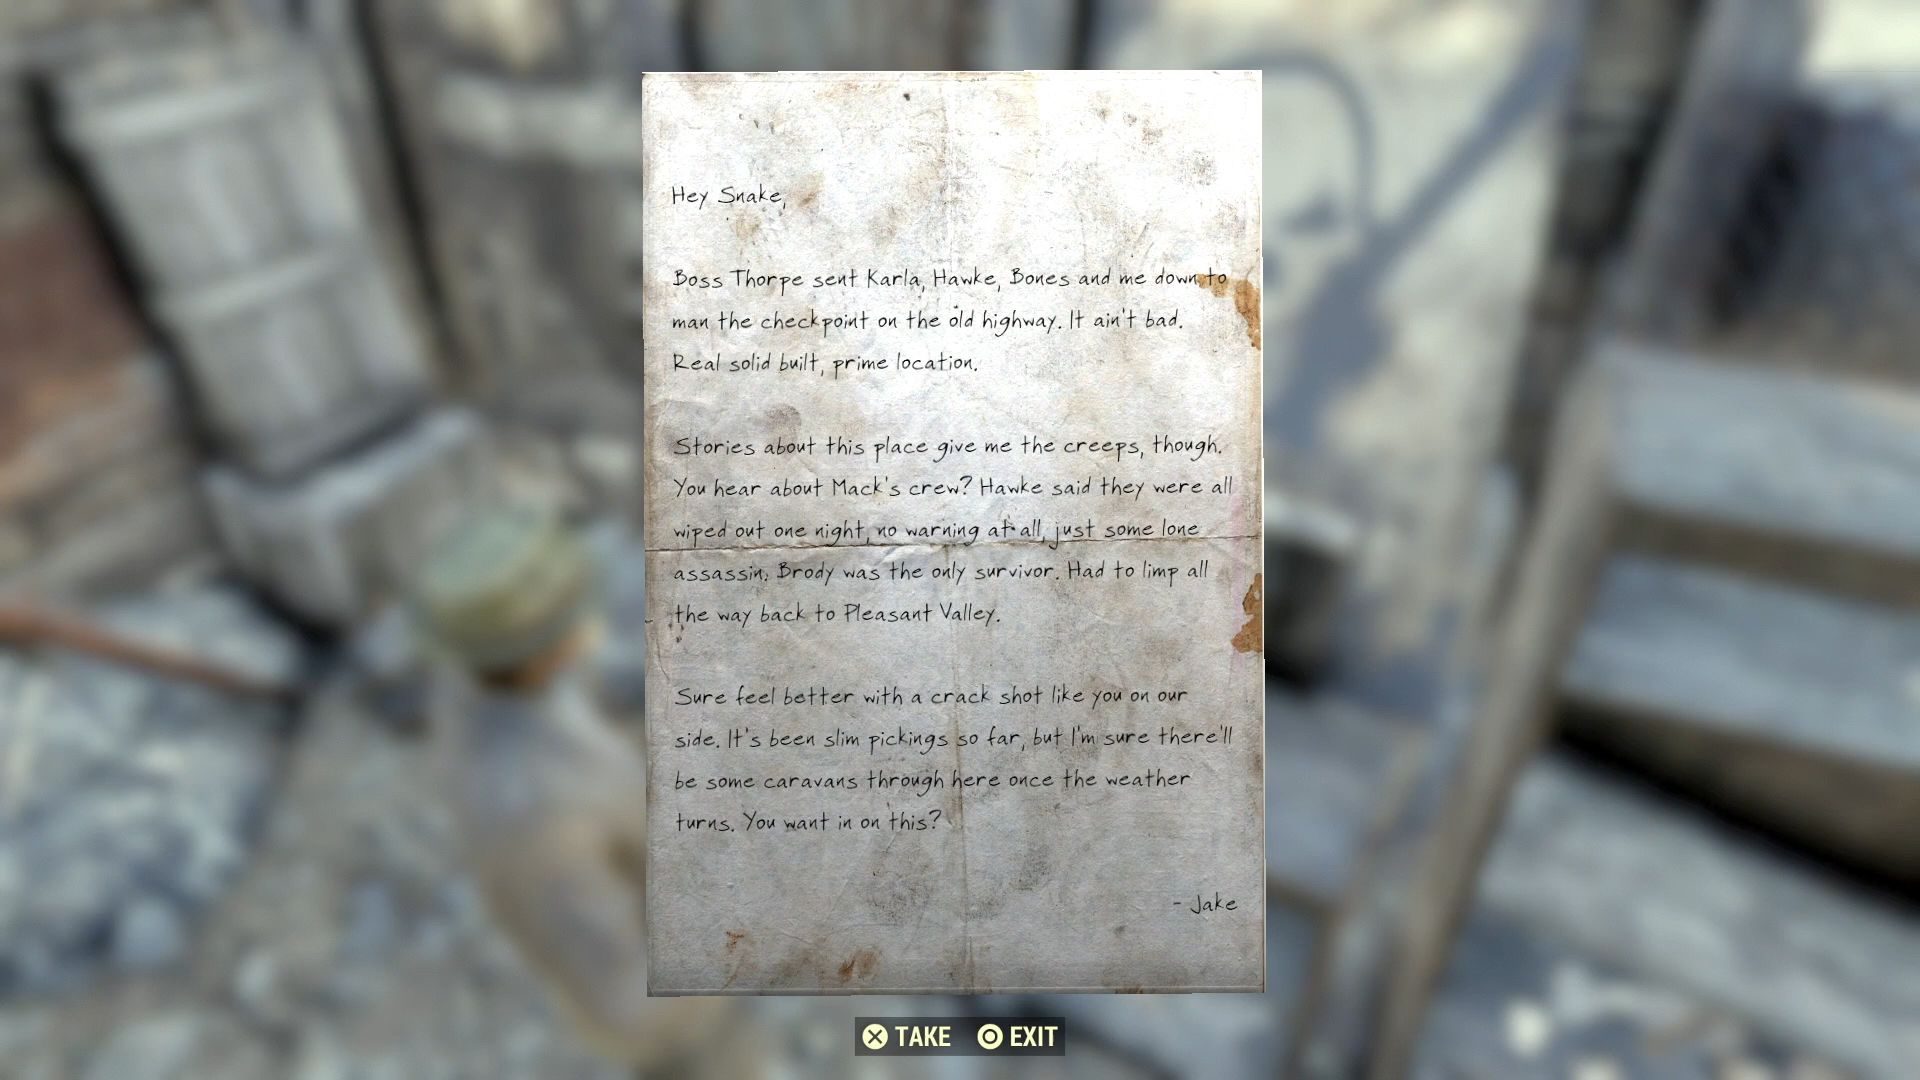 Hey Snake,
Boss Thorpe sent Karla, Hawke, Bones and me down to
man the checkpoint on the old highway. It ain't bad.
Real solid built, prime location.
Stories about this place give me the creeps, though.
You hear about Mack's crew? Hawke said they were all
wiped out one night, no warning at all, just some lone
assassin. Brody was the only survivor. Had to limp all
the way back to Pleasant Valley.
Sure feel better with a crack shot like you on our
side. It's been slim pickings so far, but I'm sure there'll
be some caravans through here once the weather
turns. You want in on this?
- Jake
TAKE EXIT